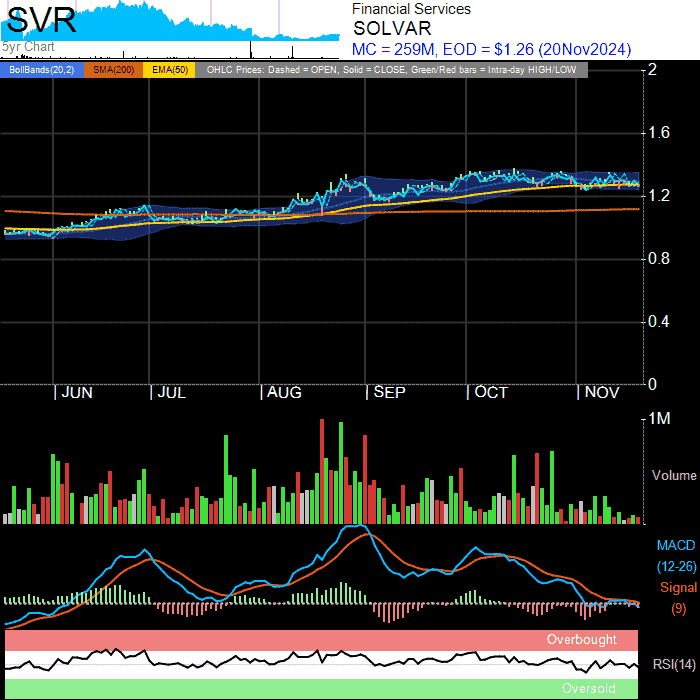 SVR
5yr Chart
Financial Services
SOLVAR
MC = 259M, EOD = $1.26 (20Nov2024)
BollBands(20,2) SMA(200) EMA(50) OHLC Prices: Dashed = OPEN, Solid = CLOSE, Green/Red bars = Intra-day HIGH/LOW
2
1.6
1.2
0.8
0.4
0
| JUN | JUL | AUG | SEP | OCT | NOV
1M
Volume
MACD
(12-26)
Signal
(9)
Overbought
RSI(14)
Oversold